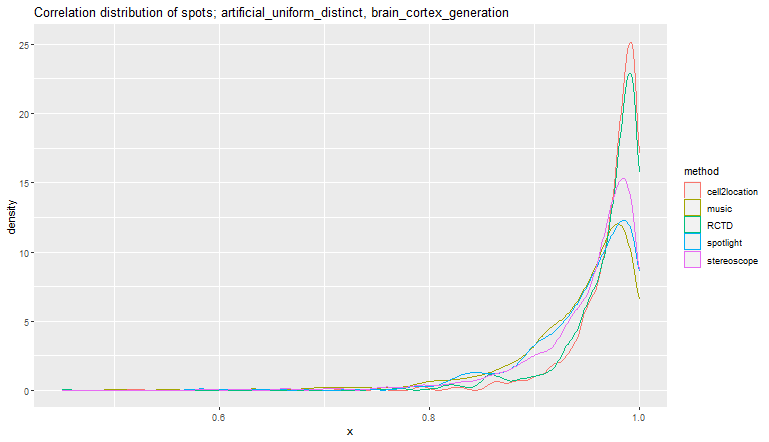 Correlation distribution of spots; artificial_uniform_distinct, brain_cortex_generation
25
20
15
10
5
0
density
0.6
0.8
1.0
x
method
cell2location
music
RCTD
spotlight
stereoscope